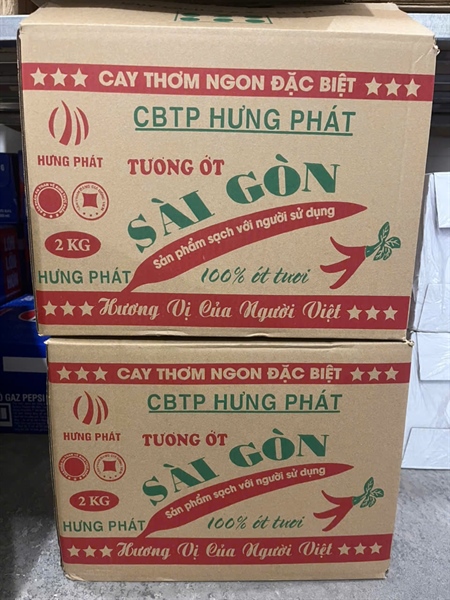 CAY THƠM NGON ĐẶC BIỆT
CBTP HƯNG PHÁT
HƯNG PHÁT
TƯƠNG ỚT
SÀI GÒN
Sản phẩm sạch với người sử dụng
2 KG
HƯNG PHÁT
100% ớt tươi
Hương Vị Của Người Việt
CAY THƠM NGON ĐẶC BIỆT
CBTP HƯNG PHÁT
HƯNG PHÁT
TƯƠNG ỚT
SÀI GÒN
Sản phẩm sạch với người sử dụng
2 KG
HƯNG PHÁT
100% ớt tươi
Hương Vị Của Người Việt
GAZ PEPSI